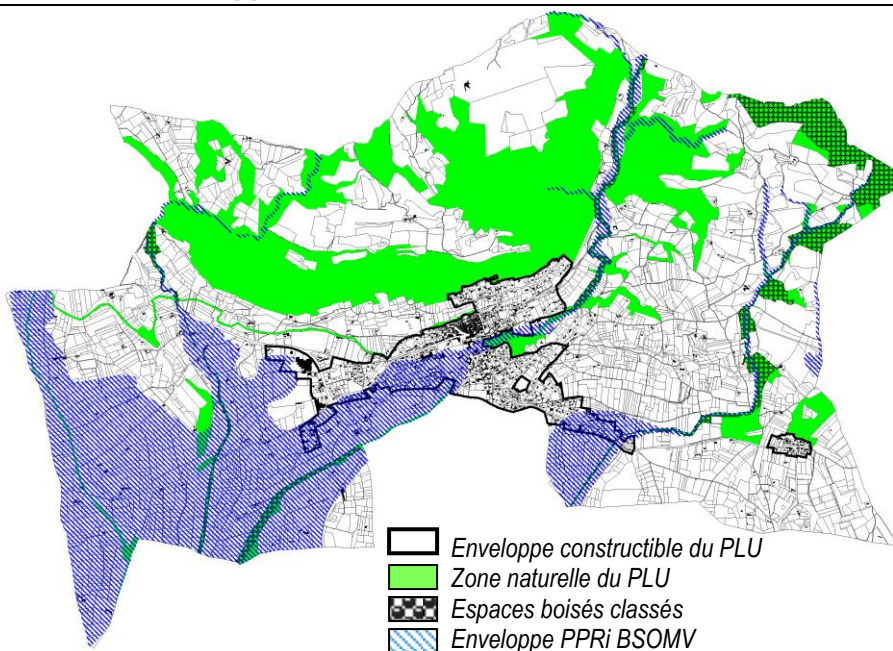 Enveloppe constructible du PLU
Zone naturelle du PLU
Espaces boisés classés
Enveloppe PPRi BSOMV